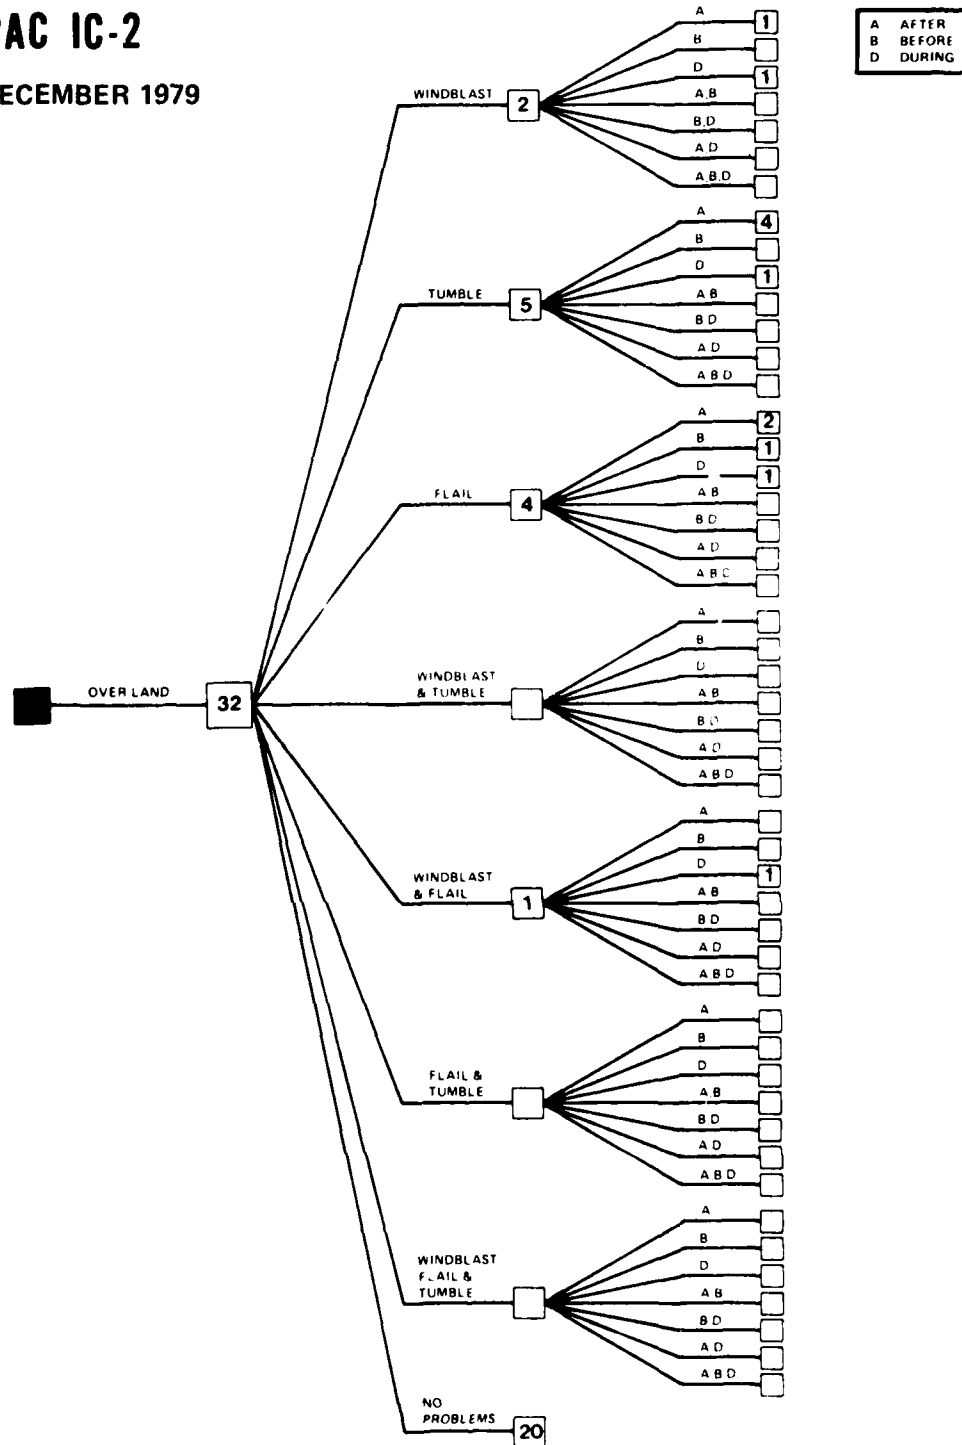 AC IC-2
ECEMBER 1979
A AFTER
B BEFORE
D DURING
WINDBLAST
2
A 1
B
D 1
A,B
B,D
A D
A,B,D
TUMBLE
5
A 4
B
D 1
A B
B D
A D
A B D
FLAIL
4
A 2
B 1
D 1
A B
B D
A D
A B C
OVER LAND
32
WINDBLAST
& TUMBLE
A
B
D
A B
B D
A D
A B D
WINDBLAST
& FLAIL
1
A
B
D 1
A B
B D
A D
A B D
FLAIL &
TUMBLE
A
B
D
A,B
B D
A D
A B D
WINDBLAST
FLAIL &
TUMBLE
A
B
D
A B
B D
A D
A B D
NO
PROBLEMS
20